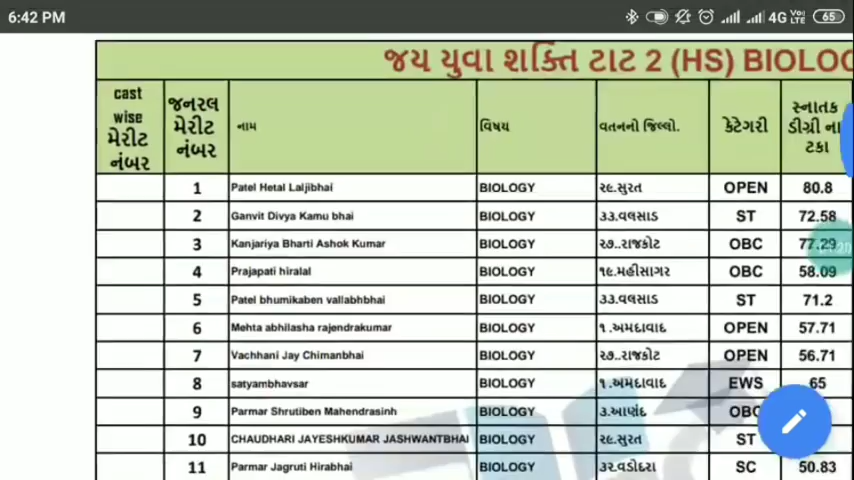 6:42 PM 4G VoLTE 65
જય યુવા શક્તિ ટાટ 2 (HS)
cast wise મેરીટ નંબર જનરલ મેરીટ નંબર નામ વિષય વતનનો જિલ્લો. કેટેગરી સ્નાતક ડીગ્રી ના ટકા
1 Patel Hetal Laljibhai BIOLOGY ૨૯.સુરત OPEN 80.8
2 Ganvit Divya Kamu bhai BIOLOGY ૩૩.વલસાડ ST 72.58
3 Kanjariya Bharti Ashok Kumar BIOLOGY ૨૭..રાજકોટ OBC 77.29
4 Prajapati hiralal BIOLOGY ૧૯.મહીસાગર OBC 58.09
5 Patel bhumikaben vallabhbhai BIOLOGY ૩૩.વલસાડ ST 71.2
6 Mehta abhilasha rajendrakumar BIOLOGY ૧.અમદાવાદ OPEN 57.71
7 Vachhani Jay Chimanbhai BIOLOGY ૨૭..રાજકોટ OPEN 56.71
8 satyambhavsar BIOLOGY ૧.અમદાવાદ EWS 65
9 Parmar Shrutiben Mahendrasinh BIOLOGY ૩.આણંદ
10 CHAUDHARI JAYESHKUMAR JASHWANTBHAI BIOLOGY ૨૯.સુરત ST
11 Parmar Jagruti Hirabhai BIOLOGY ૩૨.વડોદરા SC 50.83